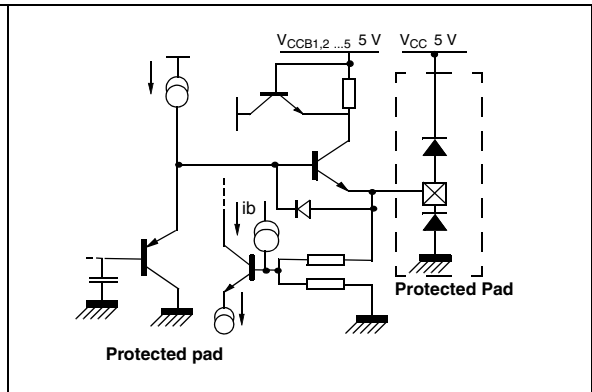 VCCB1,2 ...5 5 V
VCC 5 V
ib
Protected Pad
Protected pad